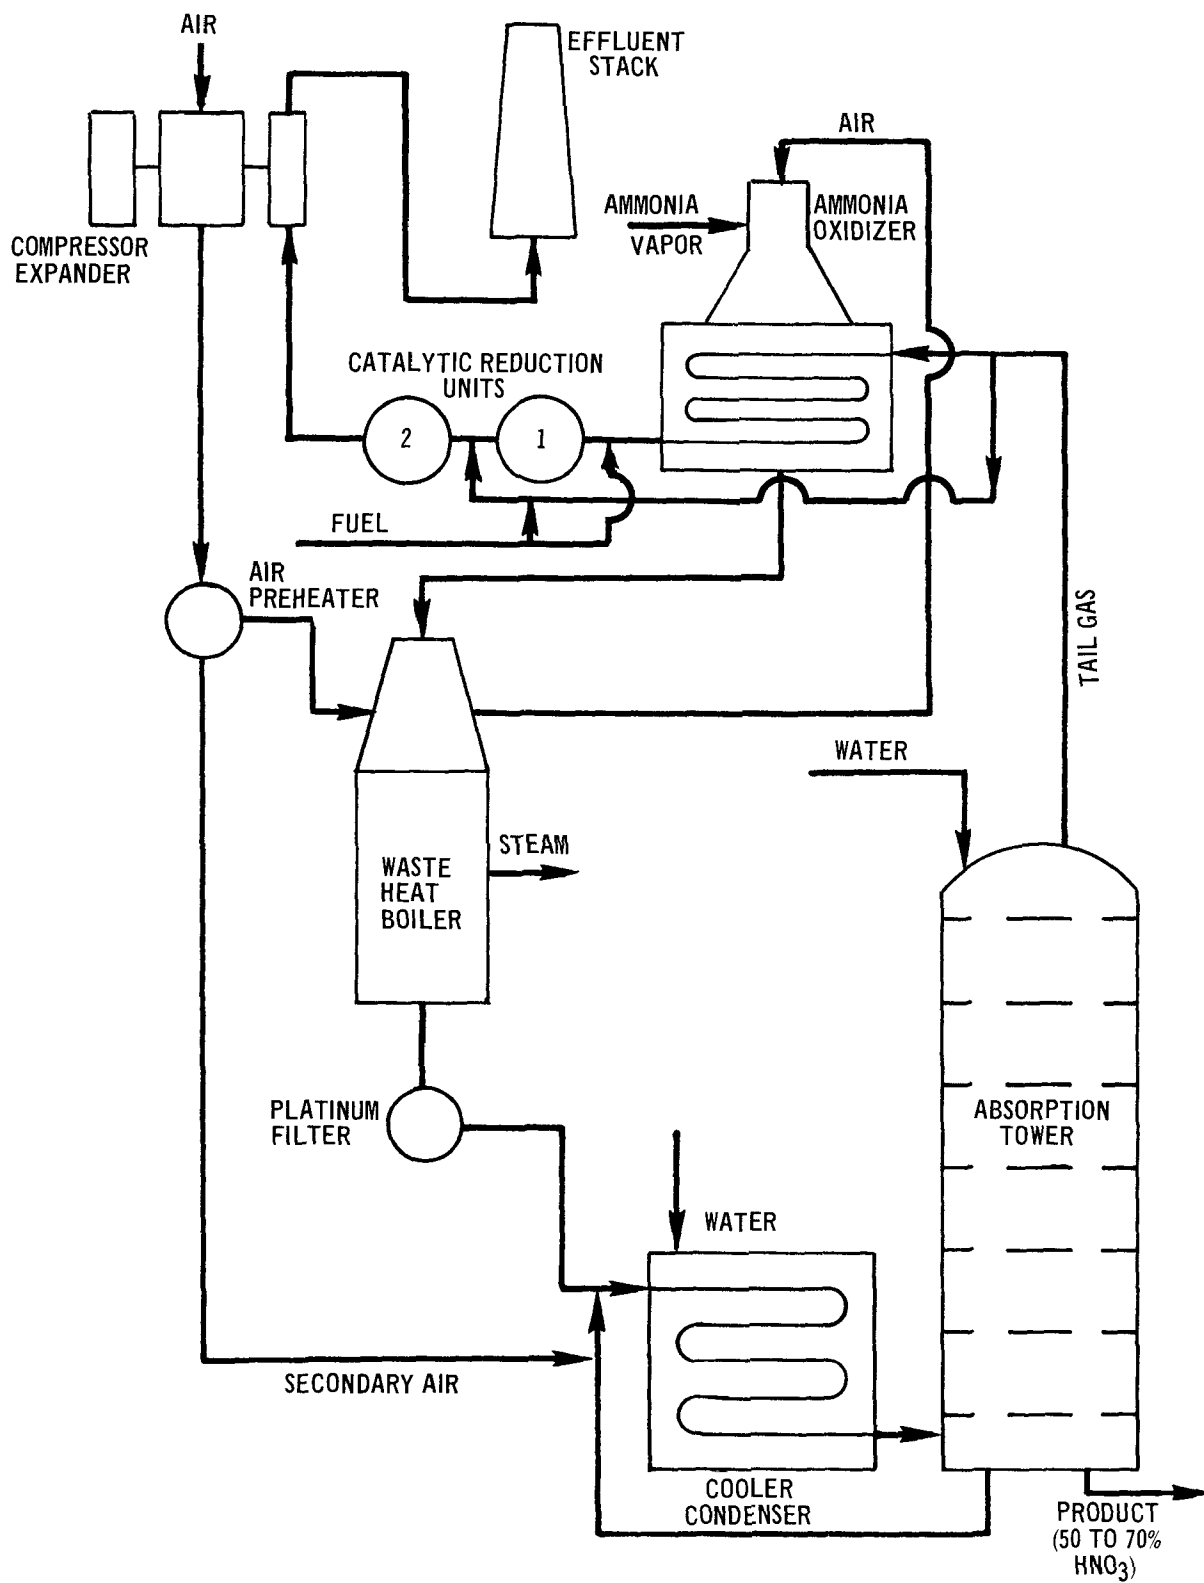 AIR
EFFLUENT
STACK
COMPRESSOR
EXPANDER
AIR
AMMONIA
VAPOR
AMMONIA
OXIDIZER
CATALYTIC REDUCTION
UNITS
2
1
FUEL
AIR
PREHEATER
TAIL GAS
WATER
STEAM
WASTE
HEAT
BOILER
PLATINUM
FILTER
ABSORPTION
TOWER
WATER
SECONDARY AIR
COOLER
CONDENSER
PRODUCT
(50 TO 70%
HNO3)